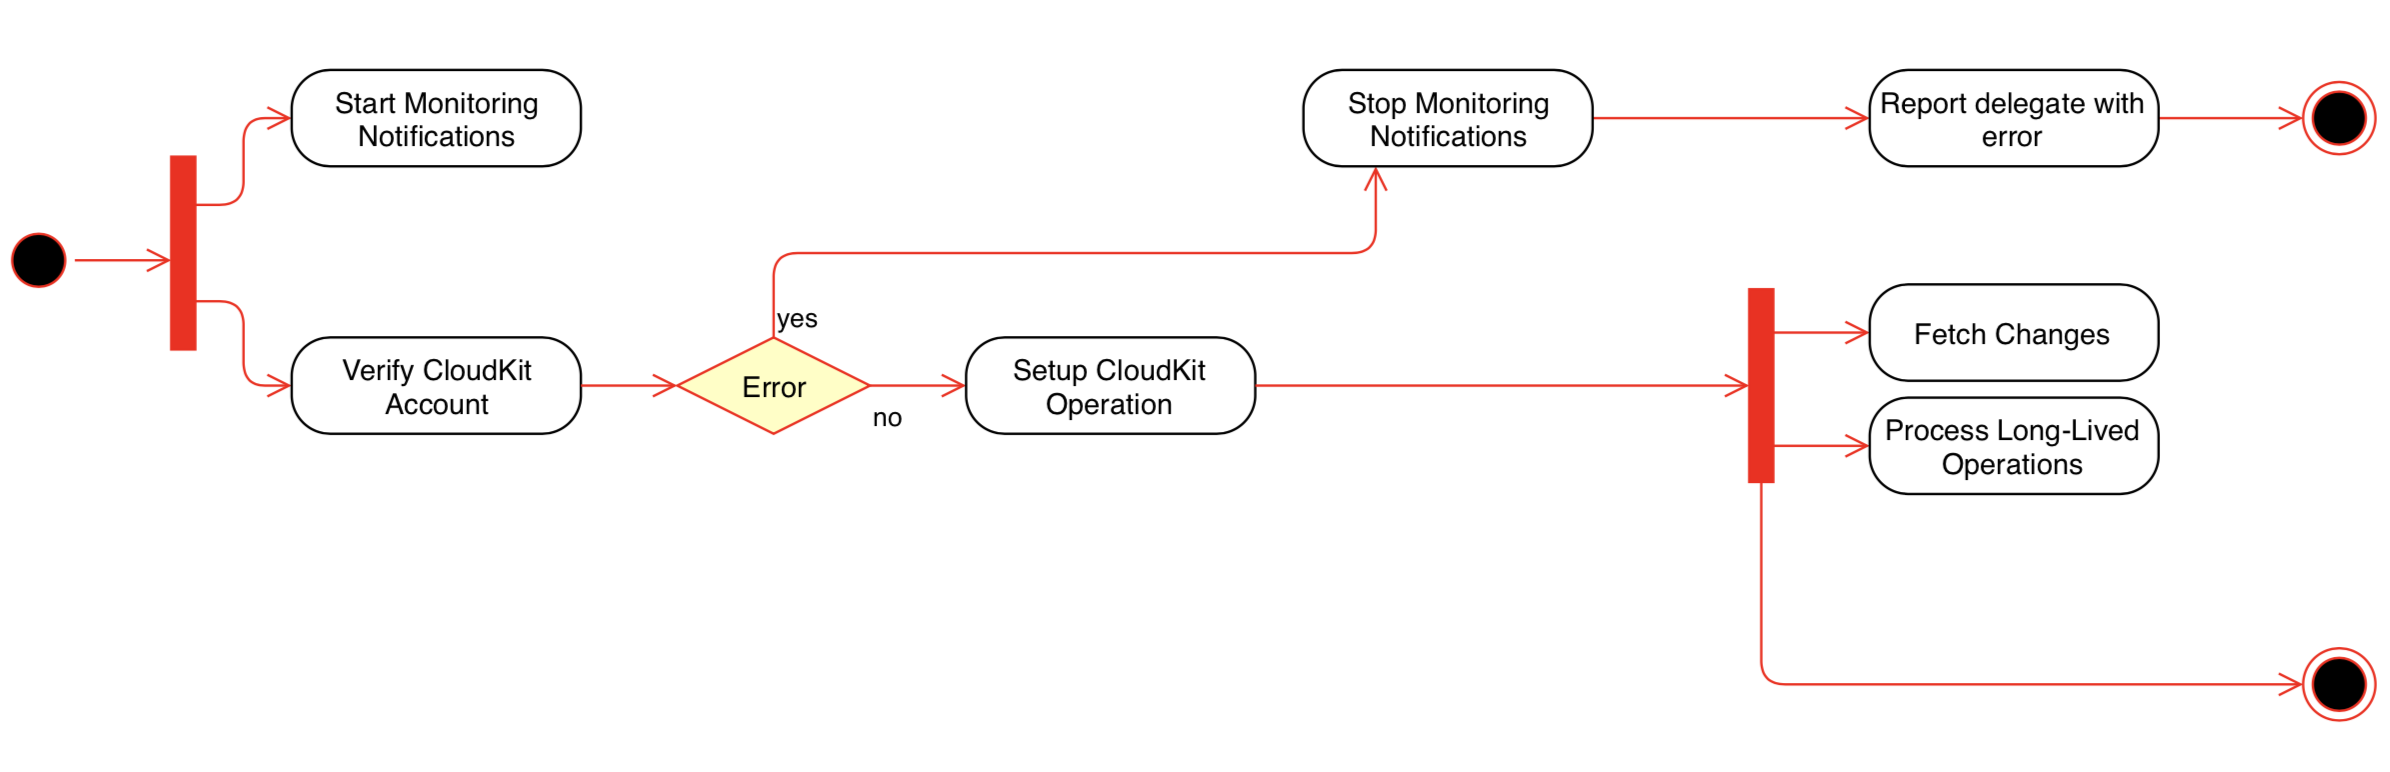 Start Monitoring
Notifications
Stop Monitoring
Notifications
Report delegate with
error
yes
Verify CloudKit
Account
Error
no
Setup CloudKit
Operation
Fetch Changes
Process Long-Lived
Operations